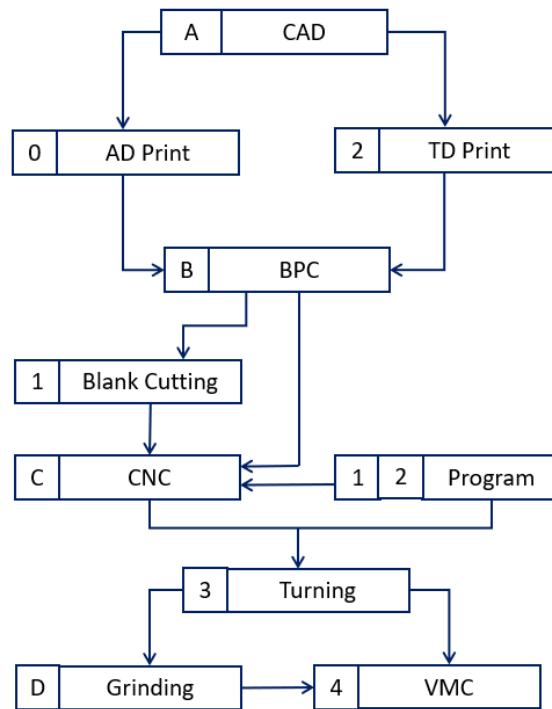 A CAD
0 AD Print
2 TD Print
B BPC
1 Blank Cutting
C CNC
1 2 Program
3 Turning
D Grinding
4 VMC